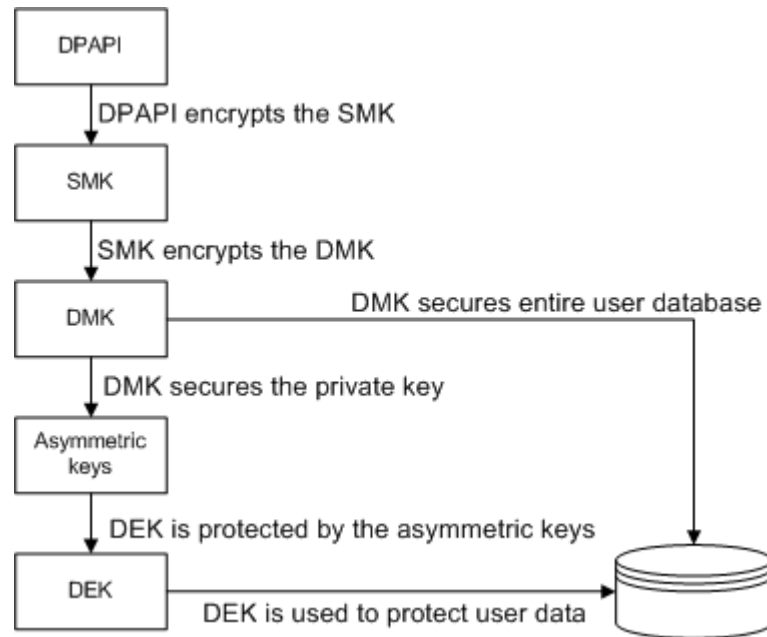 DPAPI
DPAPI encrypts the SMK
SMK
SMK encrypts the DMK
DMK secures entire user database
DMK
DMK secures the private key
Asymmetric
keys
DEK is protected by the asymmetric keys
DEK
DEK is used to protect user data